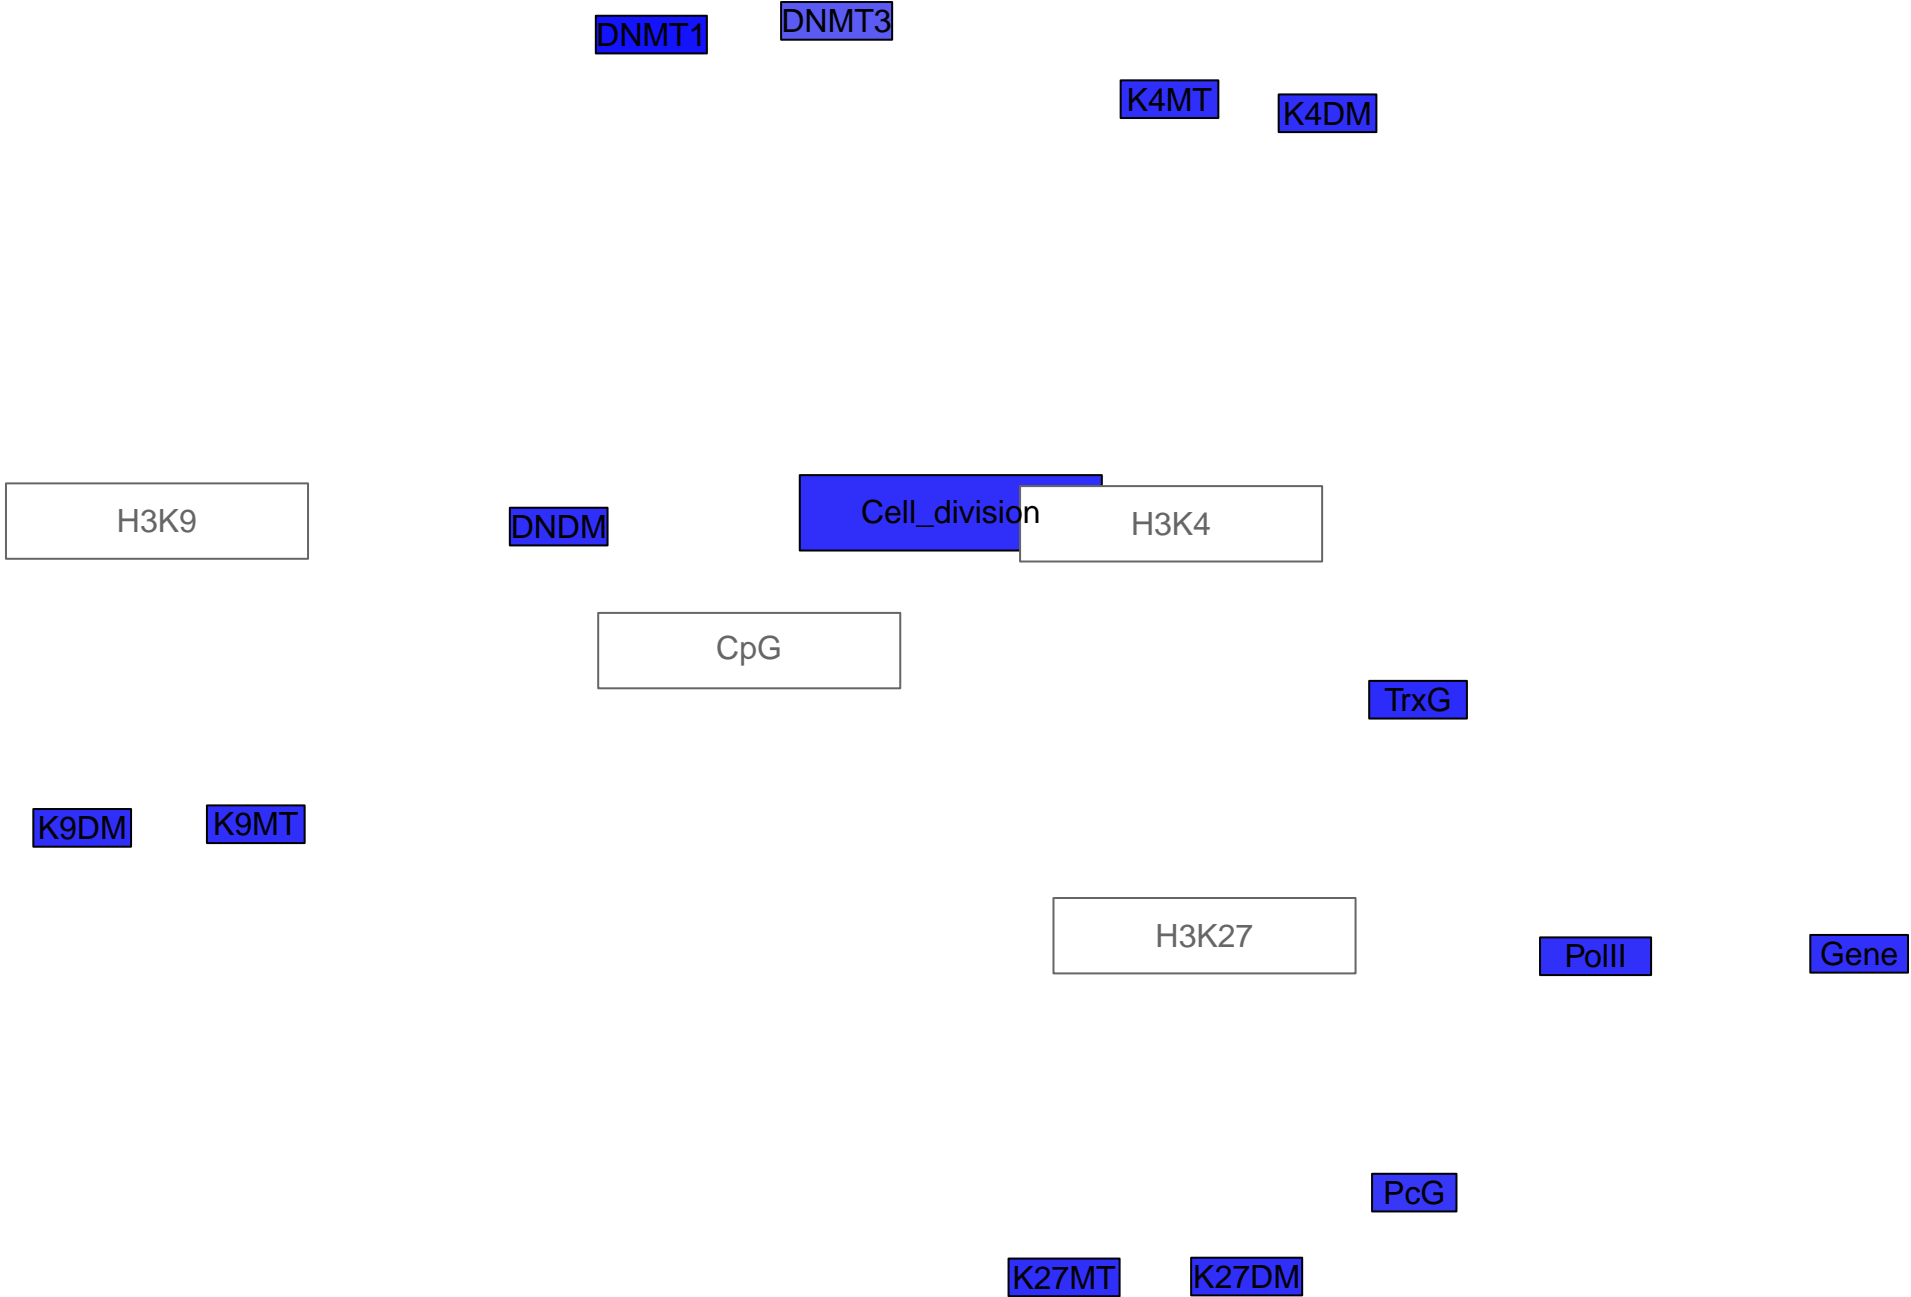 DNMT1
DNMT3
K4MT
K4DM
H3K9
DNDM
Cell_division
H3K4
CpG
TrxG
K9DM
K9MT
H3K27
PolII
Gene
PcG
K27MT
K27DM